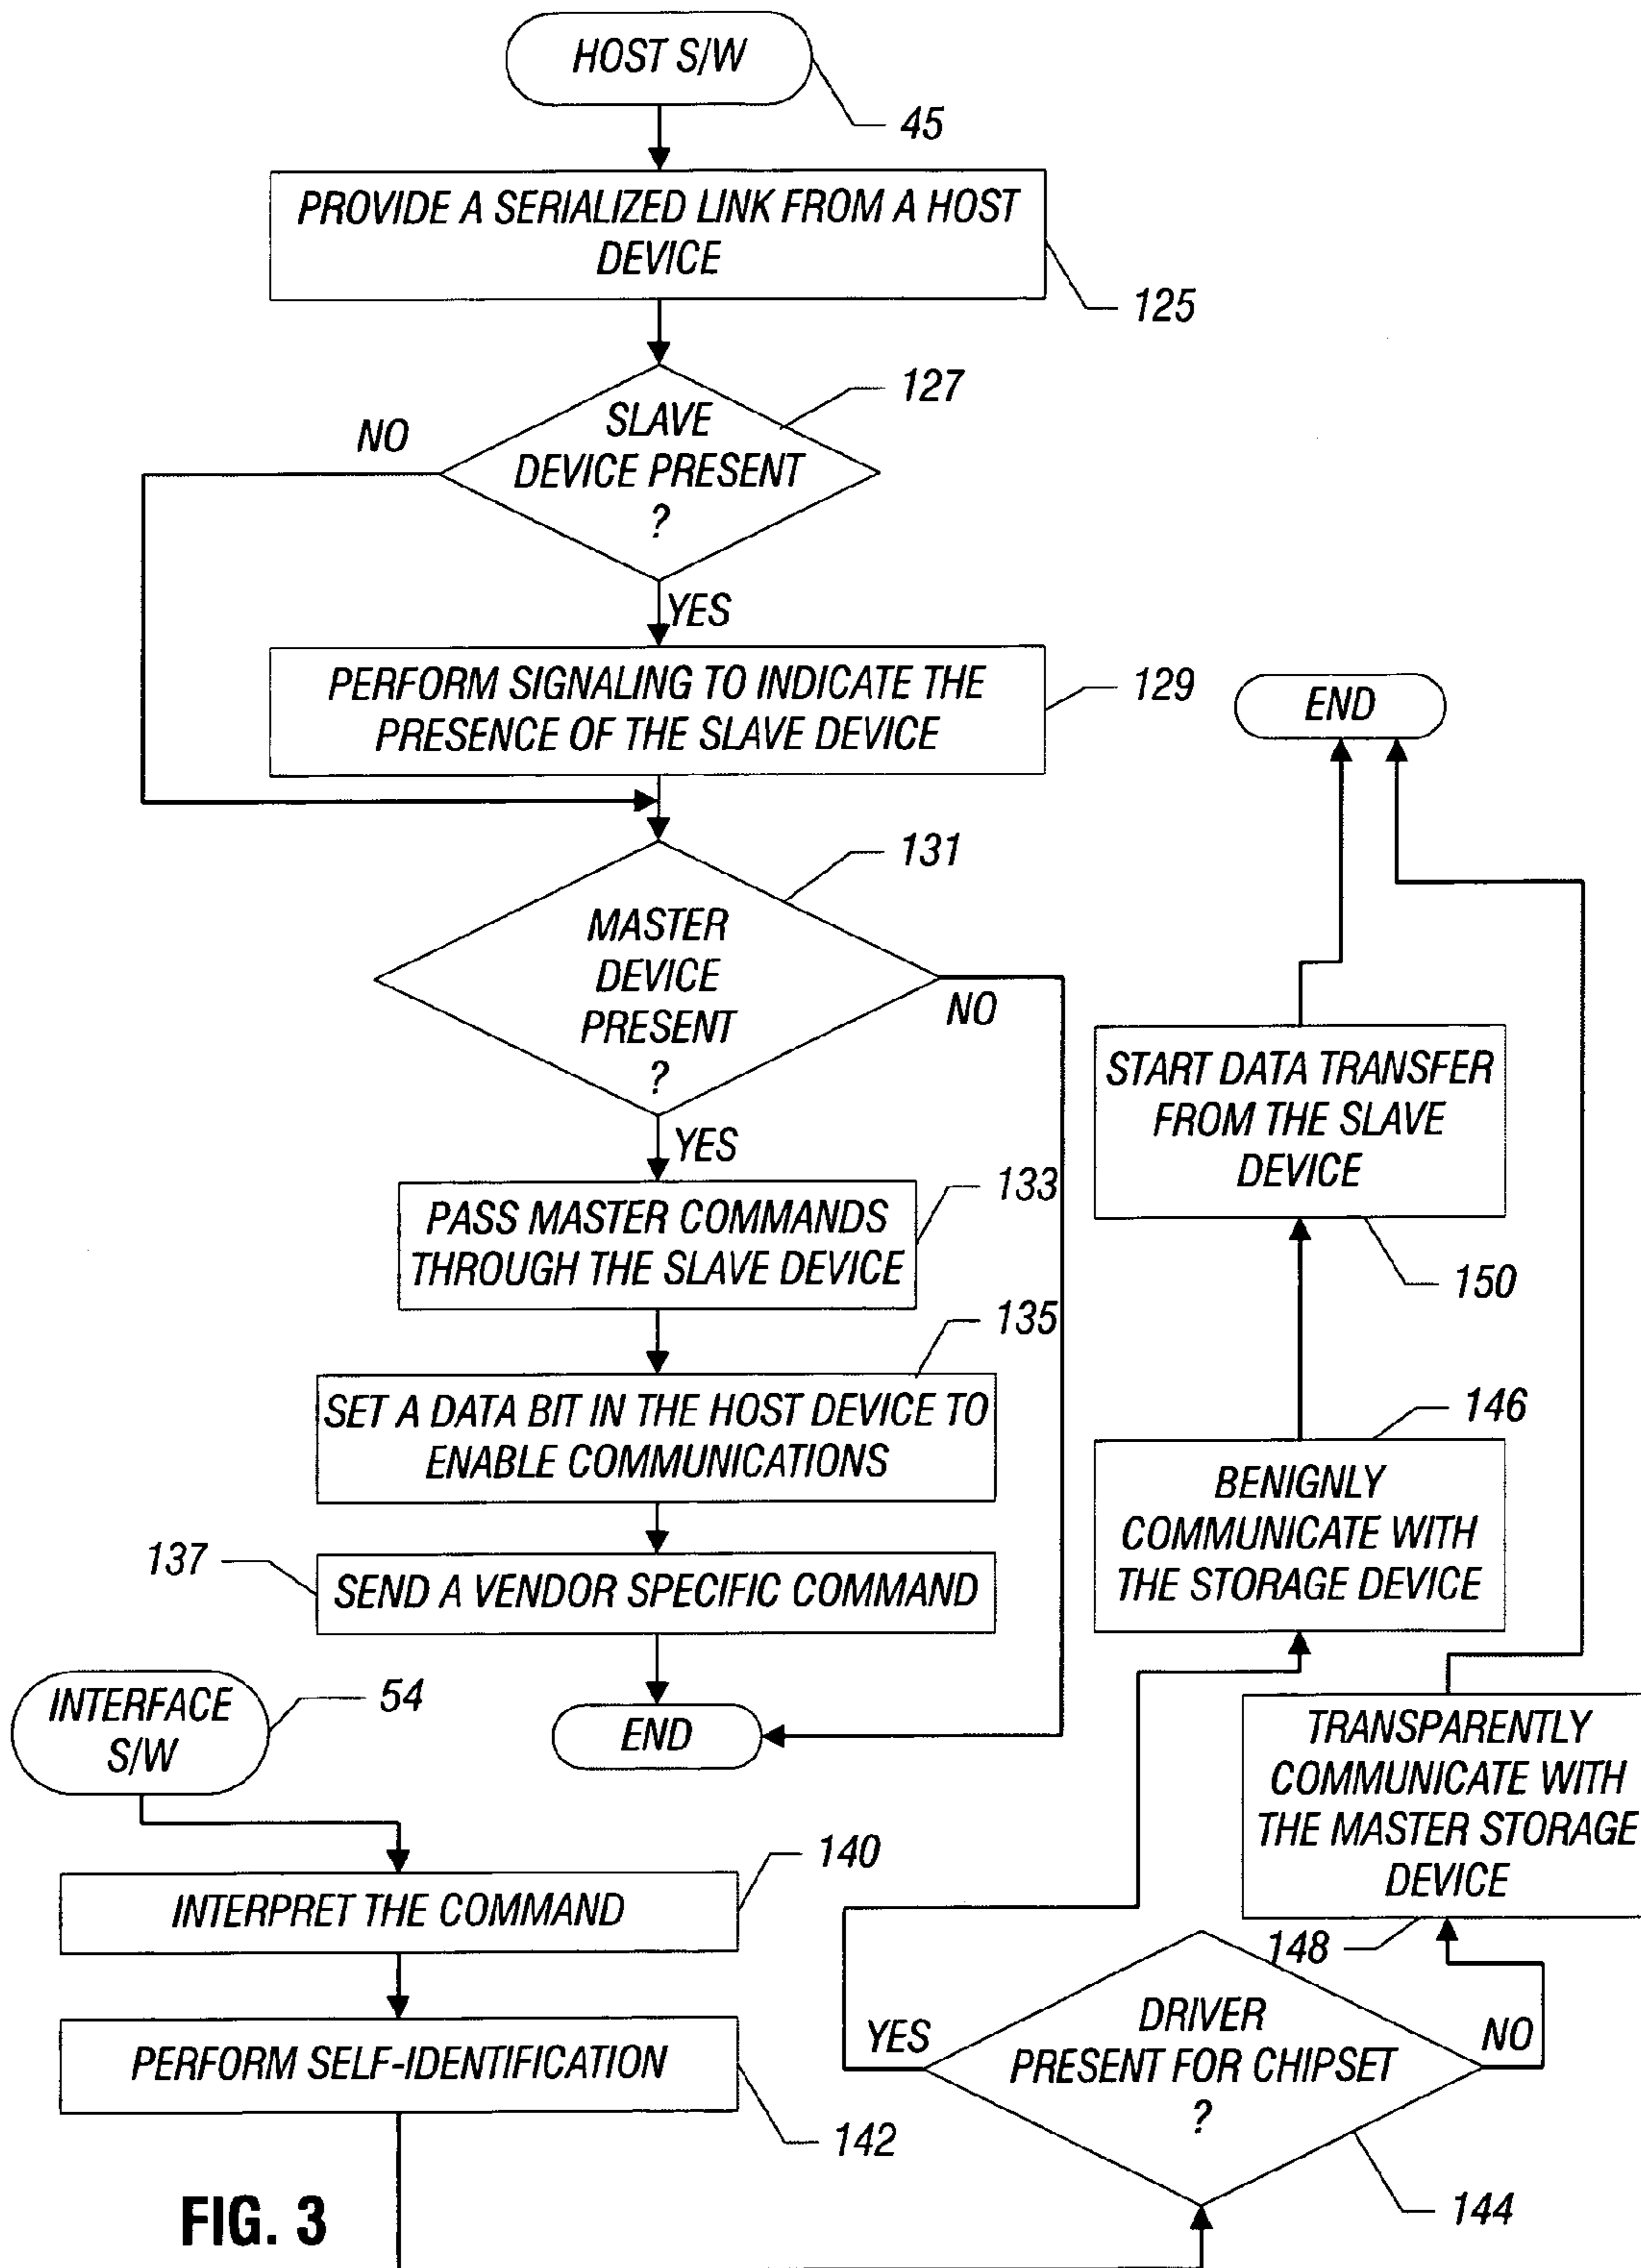 HOST S/W
45
PROVIDE A SERIALIZED LINK FROM A HOST
DEVICE
125
127
SLAVE
DEVICE PRESENT
?
NO
YES
PERFORM SIGNALING TO INDICATE THE
PRESENCE OF THE SLAVE DEVICE
129
131
MASTER
DEVICE
PRESENT
?
NO
YES
PASS MASTER COMMANDS
THROUGH THE SLAVE DEVICE
133
SET A DATA BIT IN THE HOST DEVICE TO
ENABLE COMMUNICATIONS
135
137
SEND A VENDOR SPECIFIC COMMAND
END
INTERFACE
S/W
54
INTERPRET THE COMMAND
140
PERFORM SELF-IDENTIFICATION
142
DRIVER
PRESENT FOR CHIPSET
?
144
YES
NO
BENIGNLY
COMMUNICATE WITH
THE STORAGE DEVICE
146
TRANSPARENTLY
COMMUNICATE WITH
THE MASTER STORAGE
DEVICE
148
START DATA TRANSFER
FROM THE SLAVE
DEVICE
150
END
FIG. 3